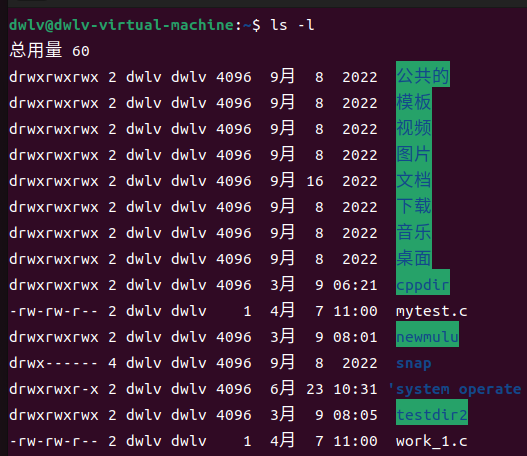 dwlv@dwlv-virtual-machine:~$ ls -l
总用量 60
drwxrwxrwx 2 dwlv dwlv 4096  9月  8  2022  公共的
drwxrwxrwx 2 dwlv dwlv 4096  9月  8  2022  模板
drwxrwxrwx 2 dwlv dwlv 4096  9月  8  2022  视频
drwxrwxrwx 2 dwlv dwlv 4096  9月  8  2022  图片
drwxrwxrwx 2 dwlv dwlv 4096  9月 16  2022  文档
drwxrwxrwx 2 dwlv dwlv 4096  9月  8  2022  下载
drwxrwxrwx 2 dwlv dwlv 4096  9月  8  2022  音乐
drwxrwxrwx 2 dwlv dwlv 4096  9月  8  2022  桌面
drwxrwxrwx 2 dwlv dwlv 4096  3月  9 06:21  cppdir
-rw-rw-r-- 2 dwlv dwlv    1  4月  7 11:00  mytest.c
drwxrwxrwx 2 dwlv dwlv 4096  3月  9 08:01  newmulu
drwx------ 4 dwlv dwlv 4096  9月  8  2022  snap
drwxrwxr-x 2 dwlv dwlv 4096  6月 23 10:31 'system operate
drwxrwxrwx 2 dwlv dwlv 4096  3月  9 08:05  testdir2
-rw-rw-r-- 2 dwlv dwlv    1  4月  7 11:00  work_1.c